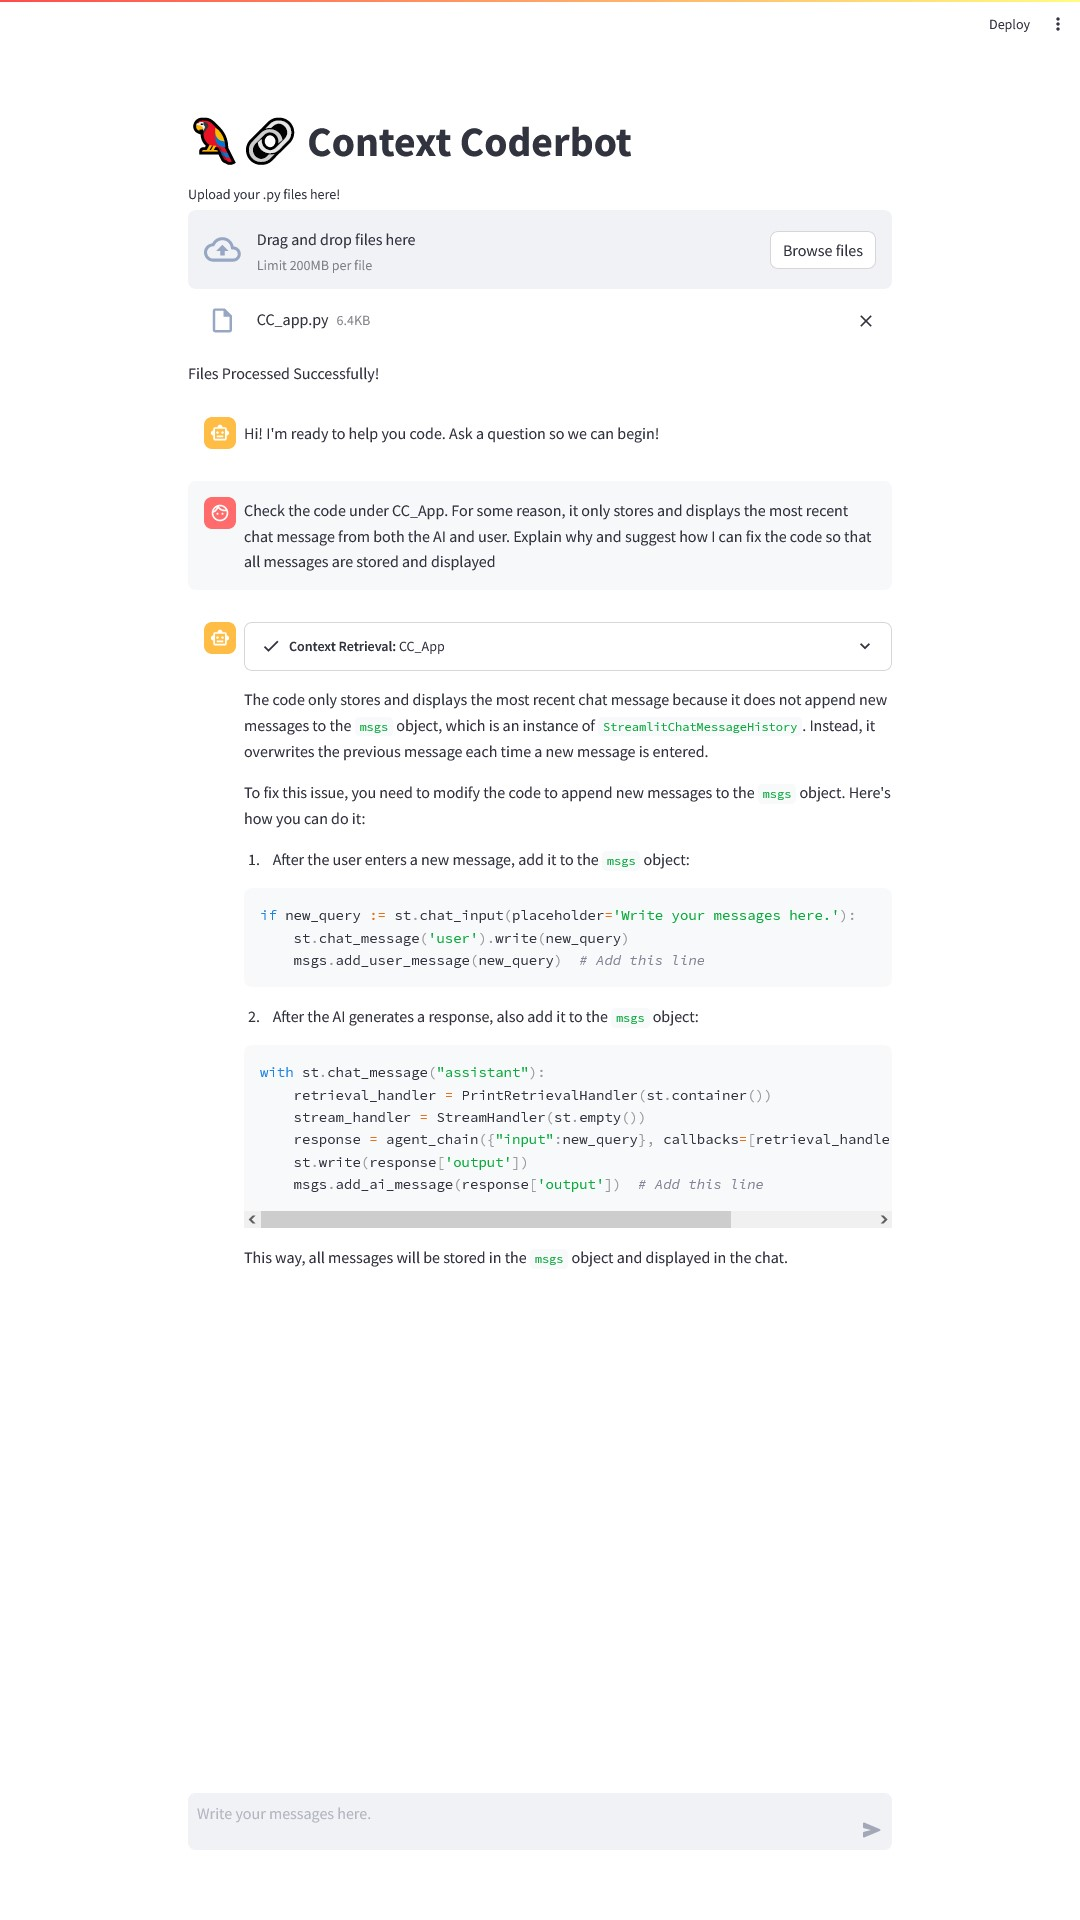 Deploy
Context Coderbot
Upload your .py files here!
Drag and drop files here
Limit 200MB per file
Browse files
CC_app.py 6.4KB
Files Processed Successfully!
Hi! I'm ready to help you code. Ask a question so we can begin!
Check the code under CC_App. For some reason, it only stores and displays the most recent
chat message from both the AI and user. Explain why and suggest how I can fix the code so that
all messages are stored and displayed
Context Retrieval: CC_App
The code only stores and displays the most recent chat message because it does not append new
messages to the msgs object, which is an instance of StreamlitChatMessageHistory. Instead, it
overwrites the previous message each time a new message is entered.
To fix this issue, you need to modify the code to append new messages to the msgs object. Here's
how you can do it:
1. After the user enters a new message, add it to the msgs object:
if new_query := st.chat_input(placeholder='Write your messages here.'):
    st.chat_message('user').write(new_query)
    msgs.add_user_message(new_query)  # Add this line
2. After the AI generates a response, also add it to the msgs object:
with st.chat_message("assistant"):
    retrieval_handler = PrintRetrievalHandler(st.container())
    stream_handler = StreamHandler(st.empty())
    response = agent_chain({"input":new_query}, callbacks=[retrieval_handle
    st.write(response['output'])
    msgs.add_ai_message(response['output'])  # Add this line
This way, all messages will be stored in the msgs object and displayed in the chat.
Write your messages here.